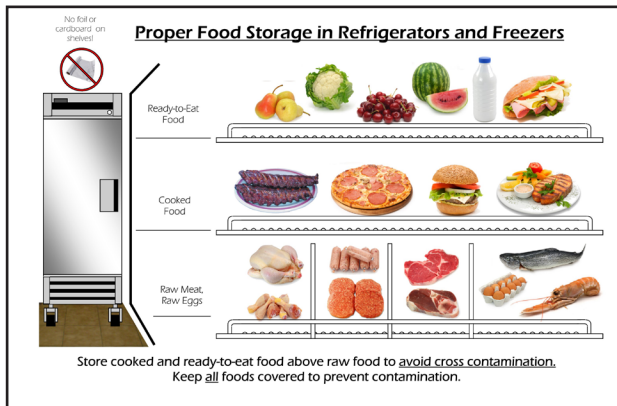 No foil or
cardboard on
shelves!
Proper Food Storage in Refrigerators and Freezers
Ready-to-Eat
Food
Cooked
Food
Raw Meat,
Raw Eggs
Store cooked and ready-to-eat food above raw food to avoid cross contamination.
Keep all foods covered to prevent contamination.